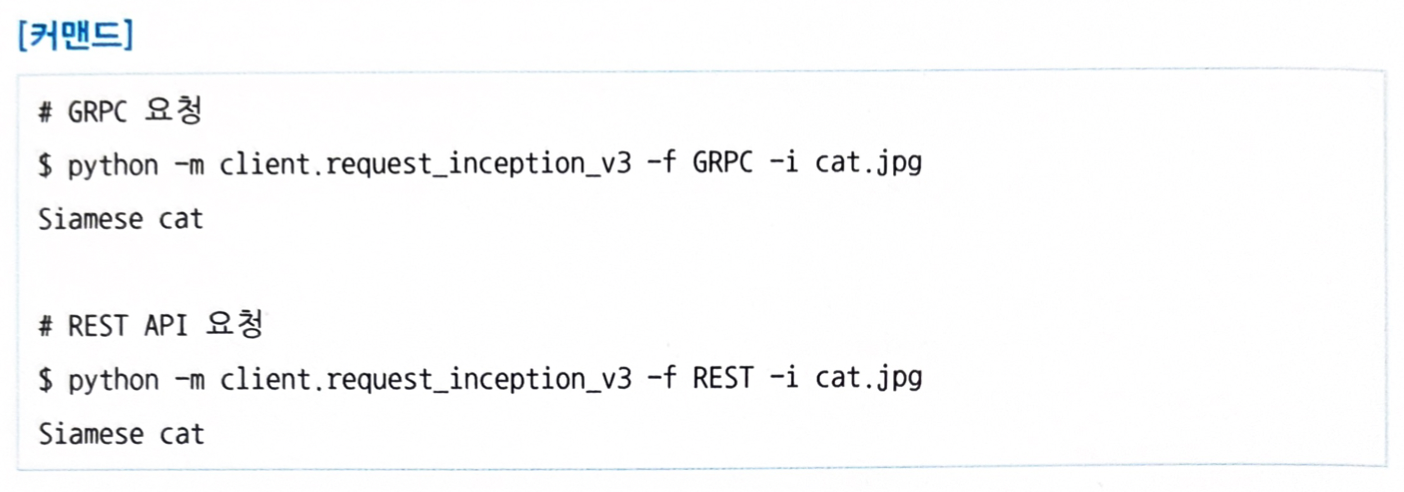 [커맨드]
# GRPC 요청
$ python -m client.request_inception_v3 -f GRPC -i cat.jpg
Siamese cat
# REST API 요청
$ python -m client.request_inception_v3 -f REST -i cat.jpg
Siamese cat